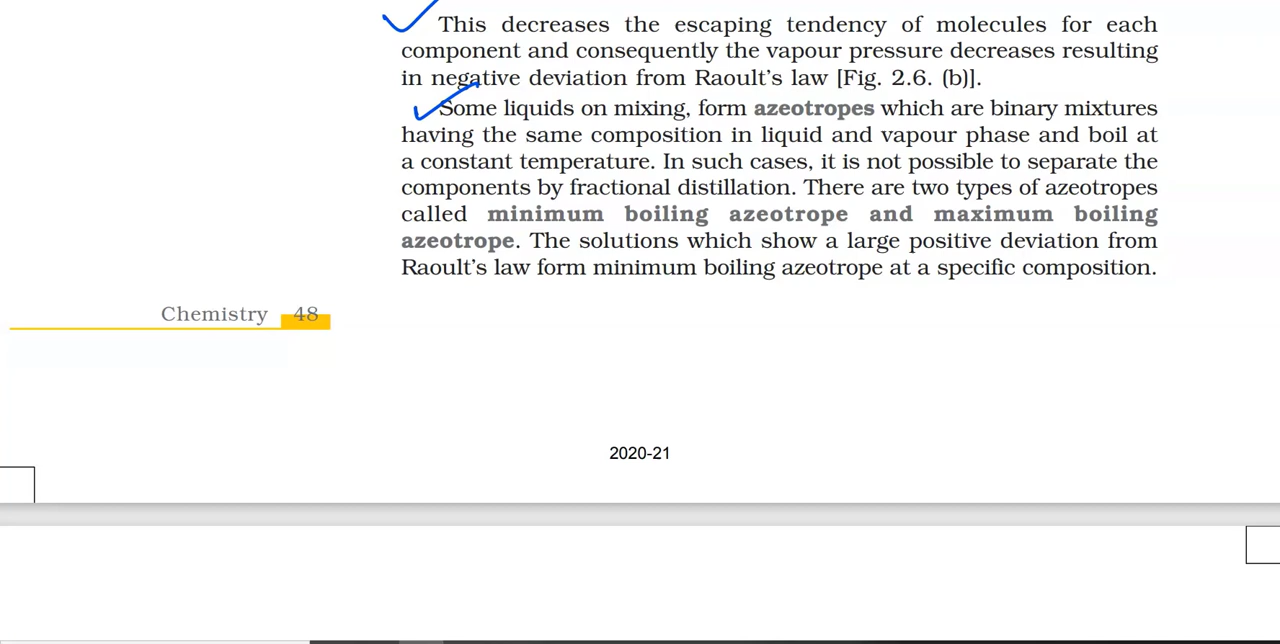 This decreases the escaping tendency of molecules for each
component and consequently the vapour pressure decreases resulting
in negative deviation from Raoult's law [Fig. 2.6. (b)].
Some liquids on mixing, form azeotropes which are binary mixtures
having the same composition in liquid and vapour phase and boil at
a constant temperature. In such cases, it is not possible to separate the
components by fractional distillation. There are two types of azeotropes
called minimum boiling azeotrope and maximum boiling
azeotrope. The solutions which show a large positive deviation from
Raoult's law form minimum boiling azeotrope at a specific composition.
Chemistry 48
2020-21